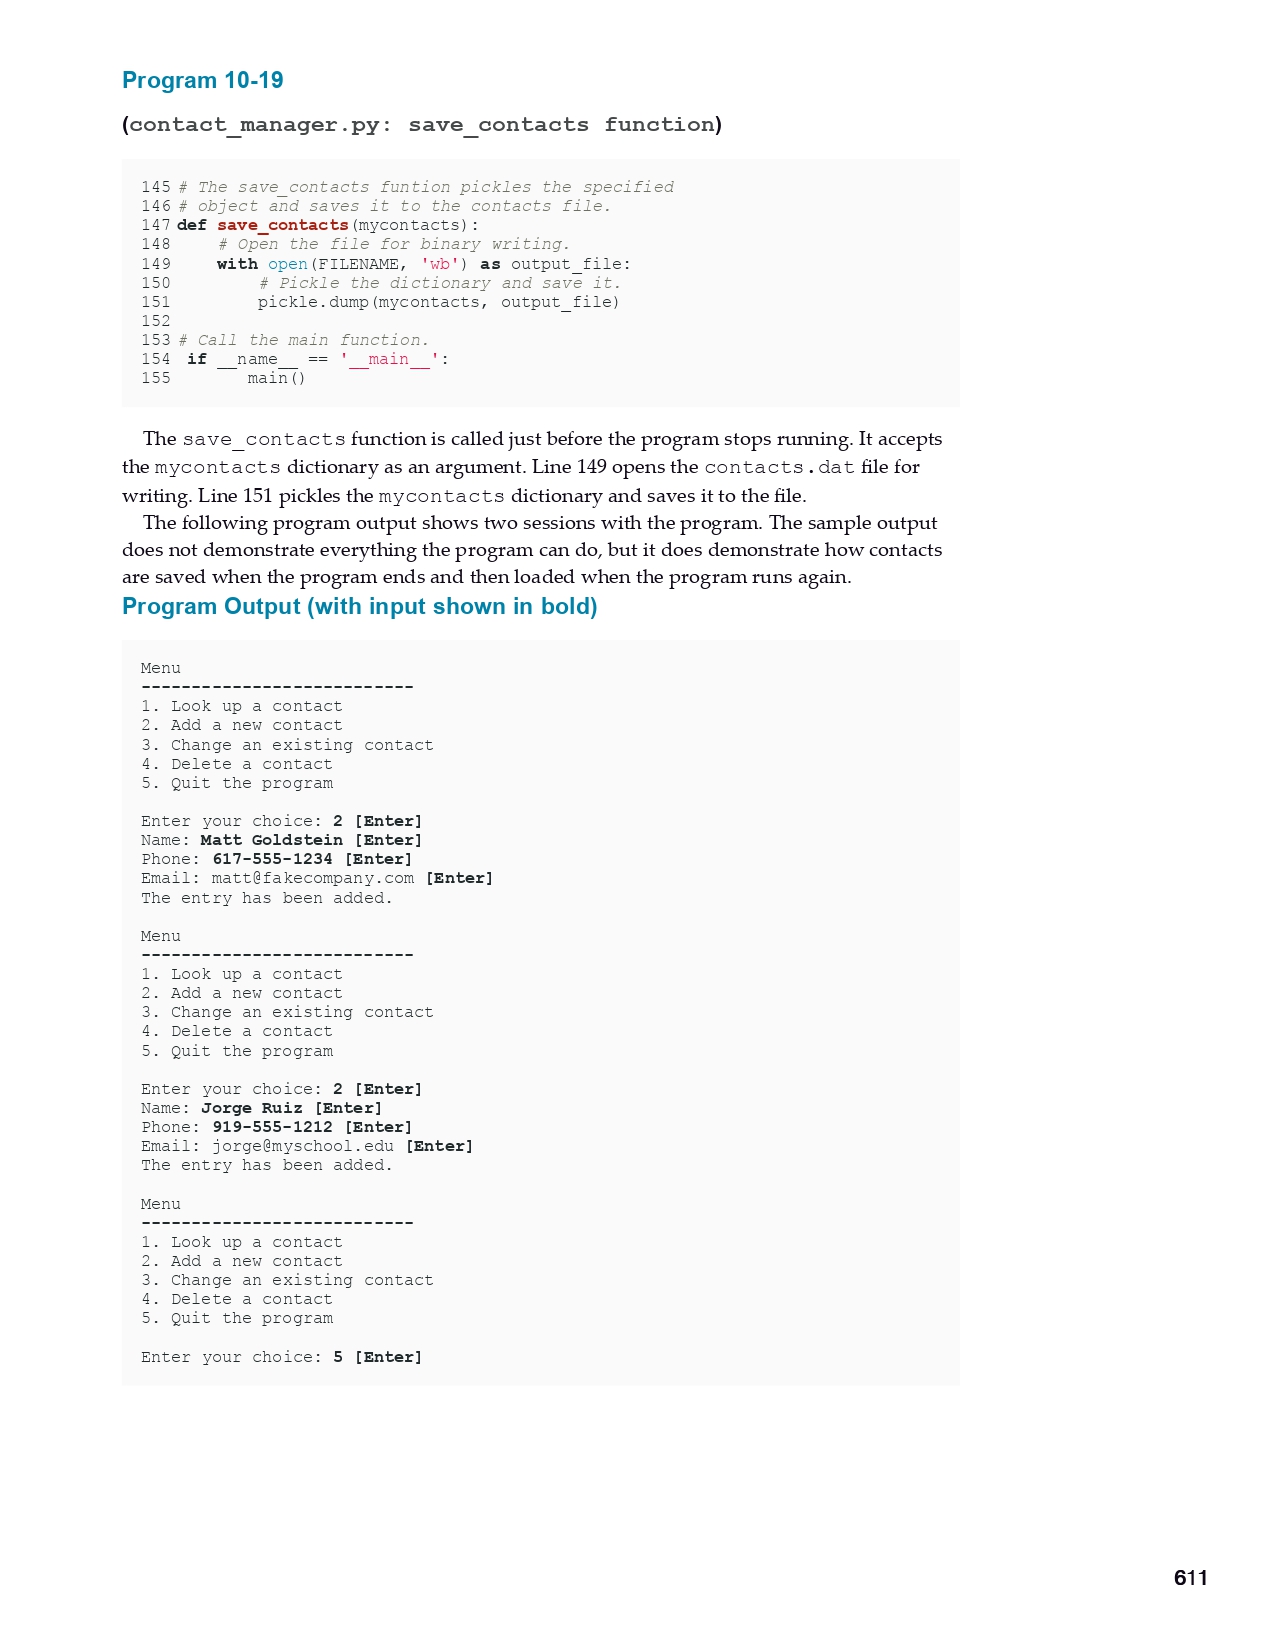 Program 10-19
(contact_manager.py: save_contacts function)
145 # The save_contacts funtion pickles the specified
146 # object and saves it to the contacts file.
147 def save_contacts(mycontacts):
148     # Open the file for binary writing.
149     with open(FILENAME, 'wb') as output_file:
150         # Pickle the dictionary and save it.
151         pickle.dump(mycontacts, output_file)
152
153 # Call the main function.
154  if __name__ == '__main__':
155        main()
The save_contacts function is called just before the program stops running. It accepts
the mycontacts dictionary as an argument. Line 149 opens the contacts.dat file for
writing. Line 151 pickles the mycontacts dictionary and saves it to the file.
The following program output shows two sessions with the program. The sample output
does not demonstrate everything the program can do, but it does demonstrate how contacts
are saved when the program ends and then loaded when the program runs again.
Program Output (with input shown in bold)
Menu
---------------------------
1. Look up a contact
2. Add a new contact
3. Change an existing contact
4. Delete a contact
5. Quit the program
Enter your choice: 2 [Enter]
Name: Matt Goldstein [Enter]
Phone: 617-555-1234 [Enter]
Email: matt@fakecompany.com [Enter]
The entry has been added.
Menu
---------------------------
1. Look up a contact
2. Add a new contact
3. Change an existing contact
4. Delete a contact
5. Quit the program
Enter your choice: 2 [Enter]
Name: Jorge Ruiz [Enter]
Phone: 919-555-1212 [Enter]
Email: jorge@myschool.edu [Enter]
The entry has been added.
Menu
---------------------------
1. Look up a contact
2. Add a new contact
3. Change an existing contact
4. Delete a contact
5. Quit the program
Enter your choice: 5 [Enter]
611